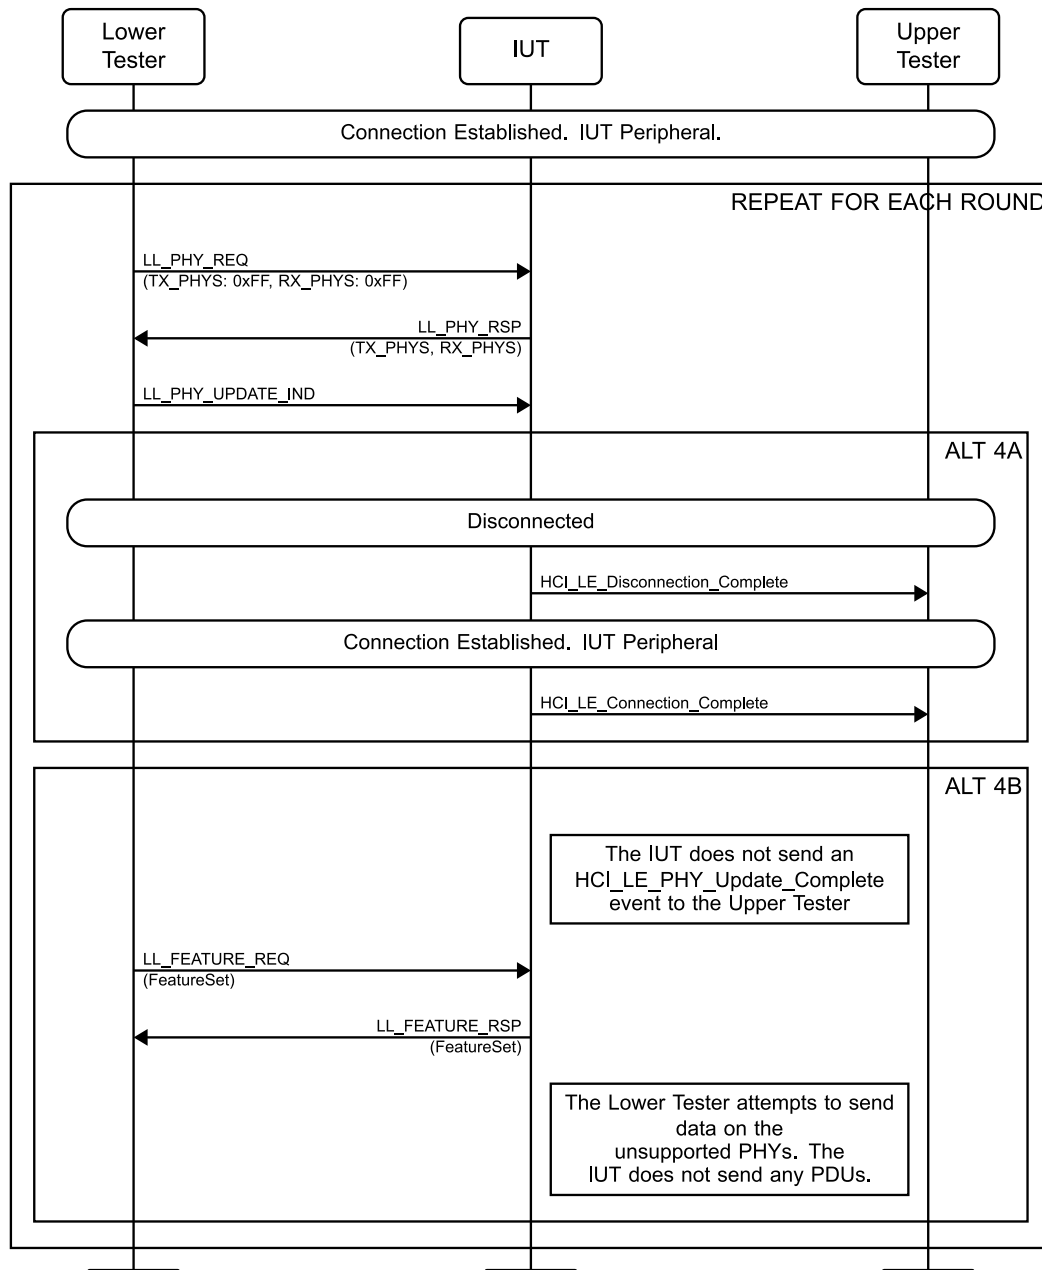 Lower
Tester
IUT
Upper
Tester
Connection Established. IUT Peripheral.
REPEAT FOR EACH ROUND
LL_PHY_REQ
(TX_PHYS: 0xFF, RX_PHYS: 0xFF)
LL_PHY_RSP
(TX_PHYS, RX_PHYS)
LL_PHY_UPDATE_IND
ALT 4A
Disconnected
HCI_LE_Disconnection_Complete
Connection Established. IUT Peripheral
HCI_LE_Connection_Complete
ALT 4B
The IUT does not send an
HCI_LE_PHY_Update_Complete
event to the Upper Tester
LL_FEATURE_REQ
(FeatureSet)
LL_FEATURE_RSP
(FeatureSet)
The Lower Tester attempts to send
data on the
unsupported PHYs. The
IUT does not send any PDUs.